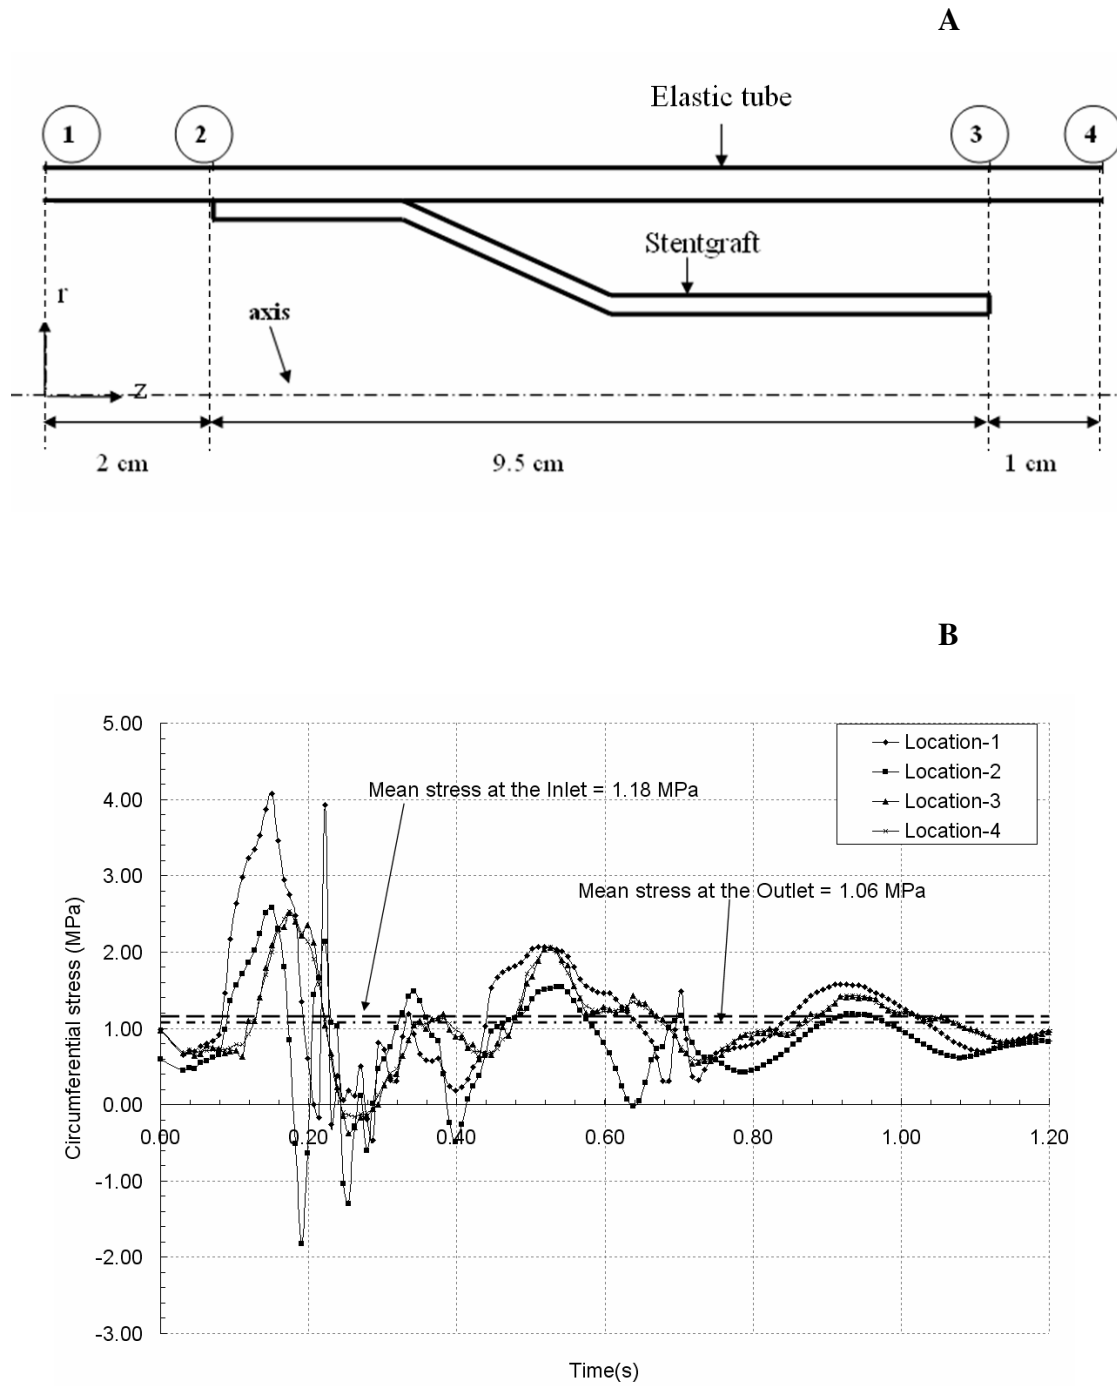 A
Elastic tube
1 2 3 4
Stentgraft
r
axis
z
2 cm 9.5 cm 1 cm
B
5.00
4.00
3.00
2.00
1.00
0.00
-1.00
-2.00
-3.00
Circumferential stress (MPa)
Mean stress at the Inlet = 1.18 MPa
Mean stress at the Outlet = 1.06 MPa
Location-1
Location-2
Location-3
Location-4
0.00 0.20 0.40 0.60 0.80 1.00 1.20
Time(s)